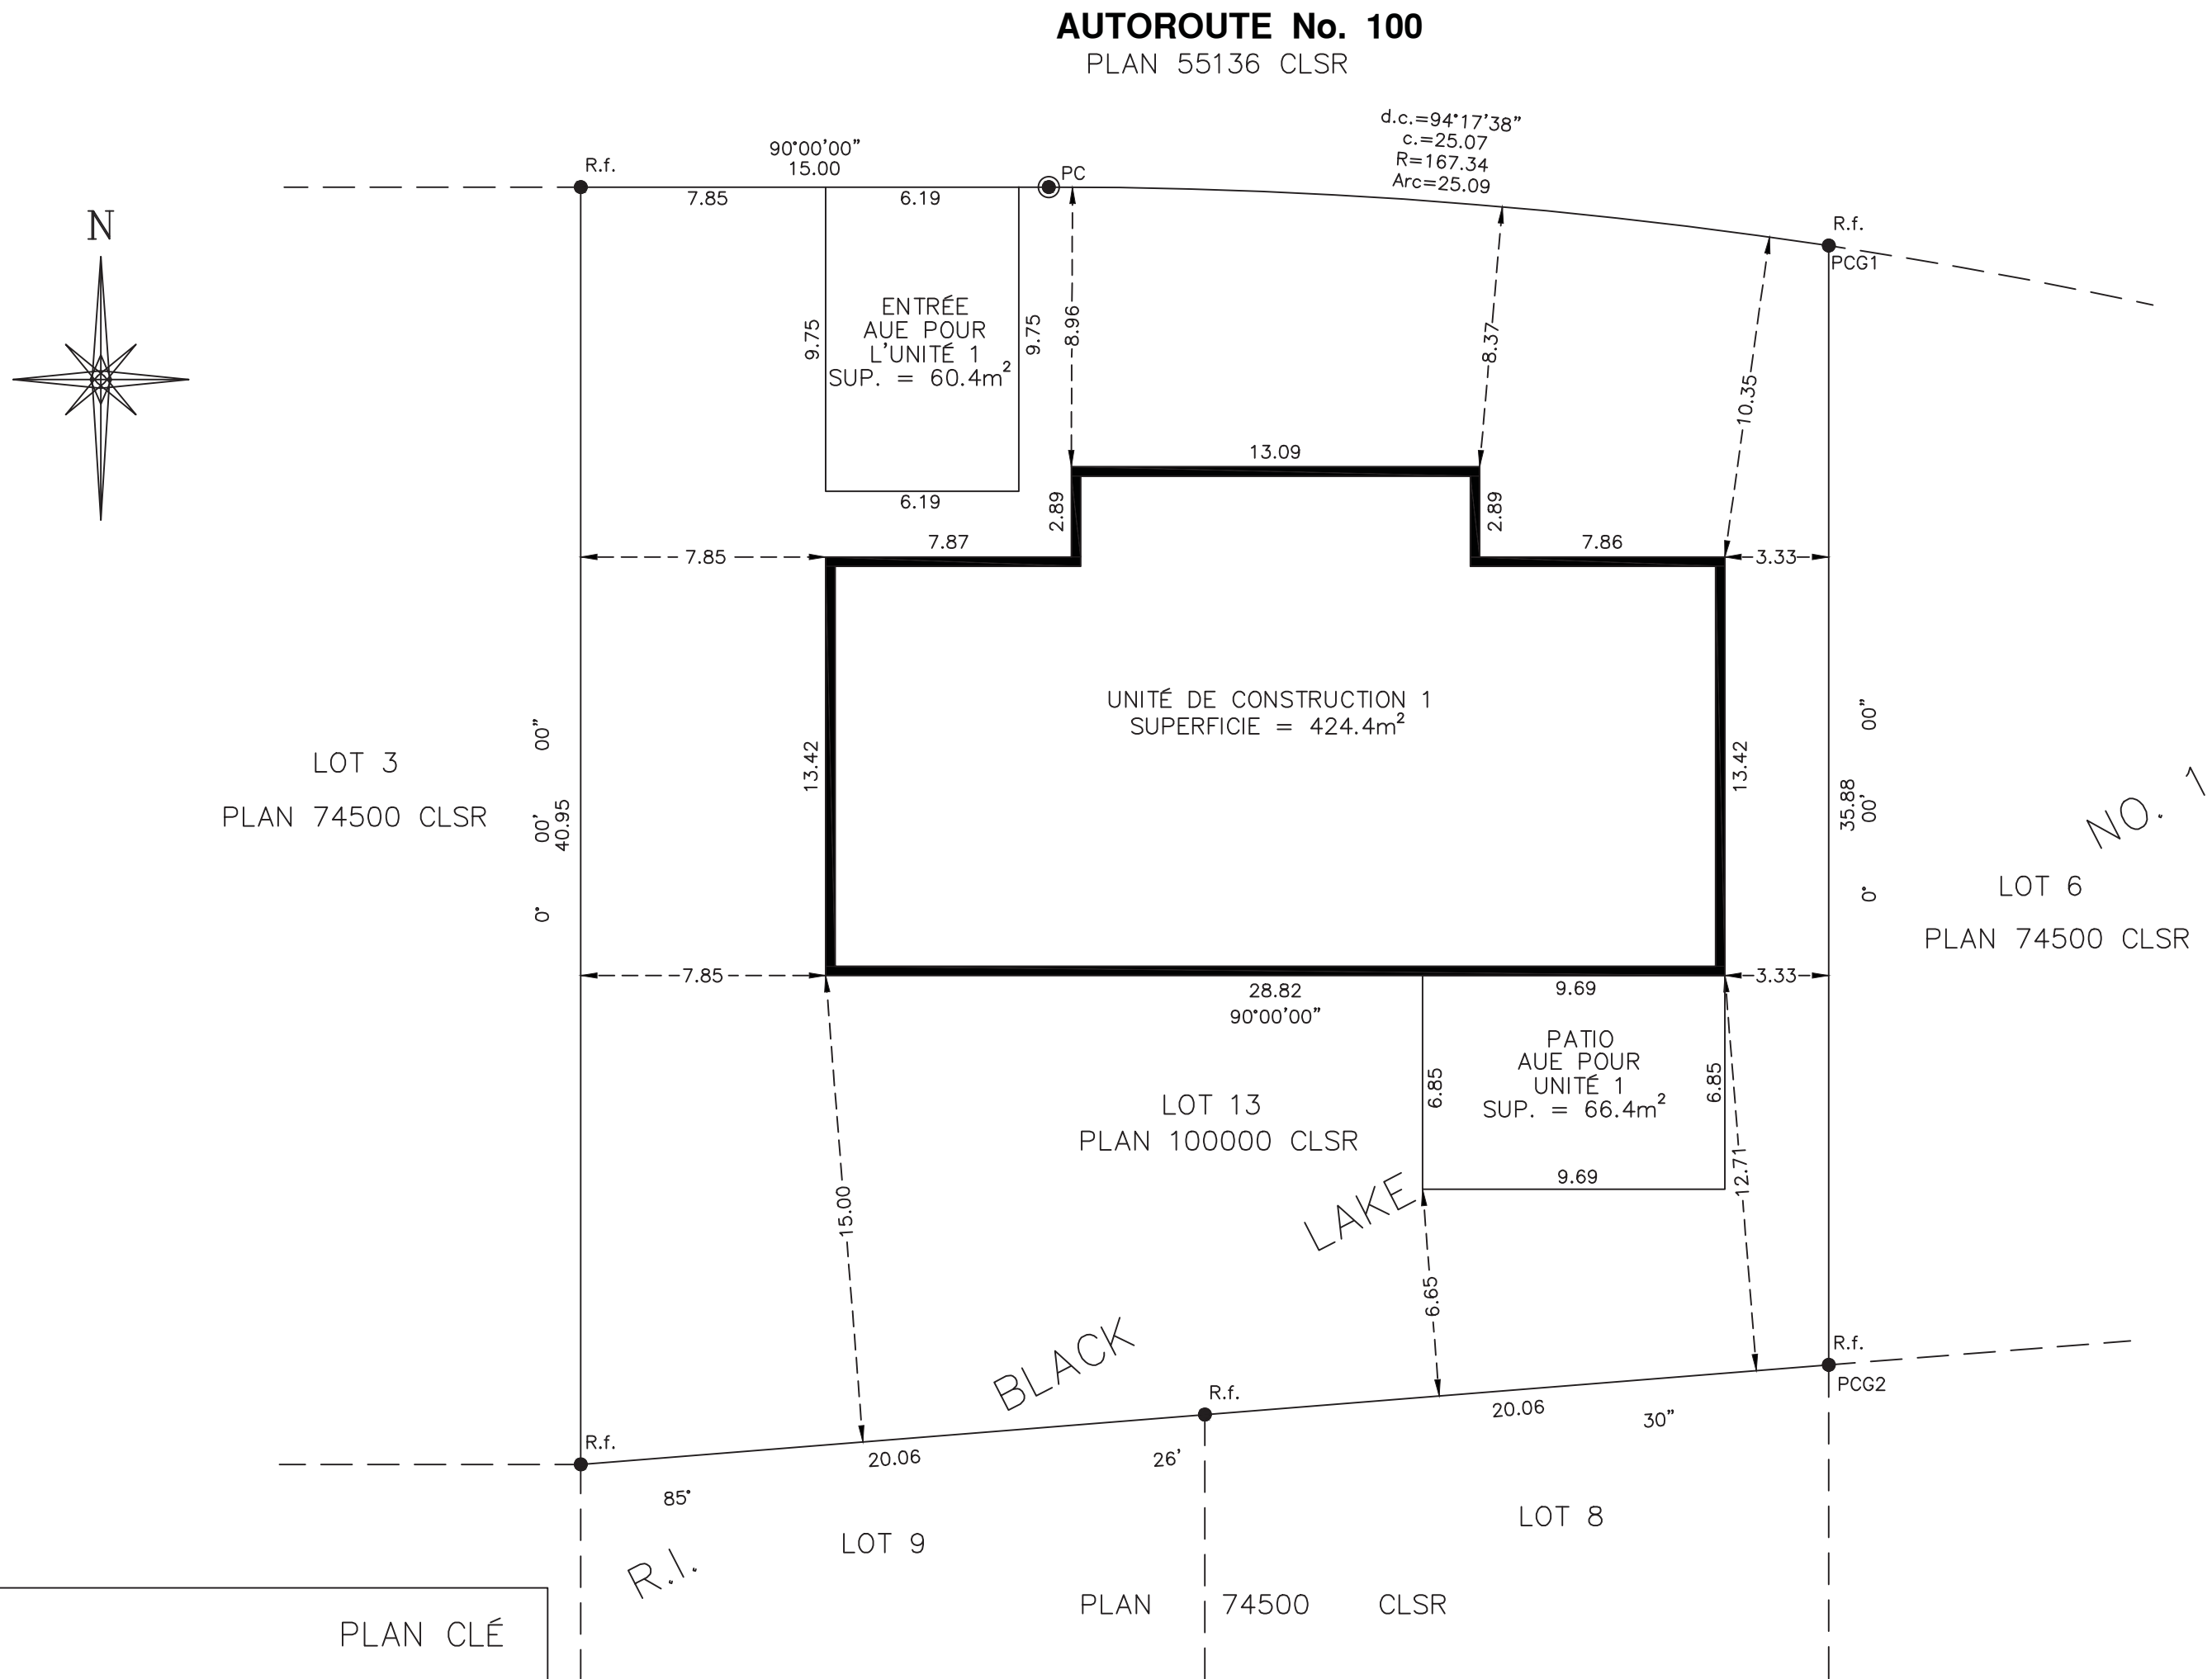 AUTOROUTE No. 100
PLAN 55136 CLSR
d.c.=94°17'38"
c.=25.07
R=167.34
Arc=25.09
90°00'00"
15.00
R.f.
PC
7.85
6.19
R.f.
PCG1
N
ENTRÉE
AUE POUR
L'UNITÉ 1
SUP. = 60.4m²
9.75
9.75
6.19
8.96
8.37
10.35
13.09
2.89
2.89
7.87
7.86
7.85
3.33
UNITÉ DE CONSTRUCTION 1
SUPERFICIE = 424.4m²
13.42
13.42
LOT 3
PLAN 74500 CLSR
0° 00' 00"
40.95
35.88
0° 00' 00"
NO. 1
LOT 6
PLAN 74500 CLSR
7.85
3.33
28.82
90°00'00"
9.69
PATIO
AUE POUR
UNITÉ 1
SUP. = 66.4m²
6.85
6.85
9.69
LOT 13
PLAN 100000 CLSR
15.00
12.71
6.65
LAKE
BLACK
R.I.
R.f.
PCG2
R.f.
R.f.
20.06
20.06
85° 26' 30"
LOT 9
LOT 8
PLAN 74500 CLSR
PLAN CLÉ